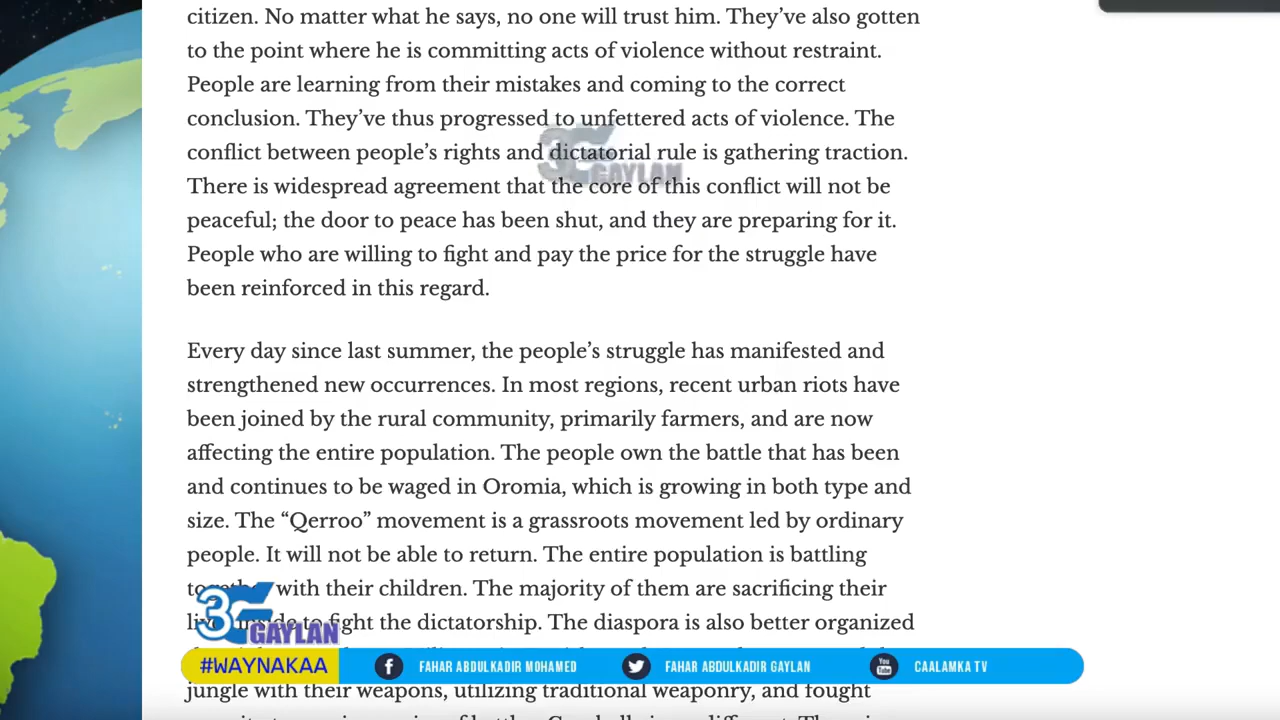 citizen. No matter what he says, no one will trust him. They’ve also gotten
to the point where he is committing acts of violence without restraint.
People are learning from their mistakes and coming to the correct
conclusion. They’ve thus progressed to unfettered acts of violence. The
conflict between people’s rights and dictatorial rule is gathering traction.
There is widespread agreement that the core of this conflict will not be
peaceful; the door to peace has been shut, and they are preparing for it.
People who are willing to fight and pay the price for the struggle have
been reinforced in this regard.
Every day since last summer, the people’s struggle has manifested and
strengthened new occurrences. In most regions, recent urban riots have
been joined by the rural community, primarily farmers, and are now
affecting the entire population. The people own the battle that has been
and continues to be waged in Oromia, which is growing in both type and
size. The “Qerroo” movement is a grassroots movement led by ordinary
people. It will not be able to return. The entire population is battling
together with their children. The majority of them are sacrificing their
to fight the dictatorship. The diaspora is also better organized
jungle with their weapons, utilizing traditional weaponry, and fought
3G GAYLAN
3G GAYLAN
#WAYNAKAA
FAHAR ABDULKADIR MOHAMED
FAHAR ABDULKADIR GAYLAN
You Tube
CAALAMKA TV